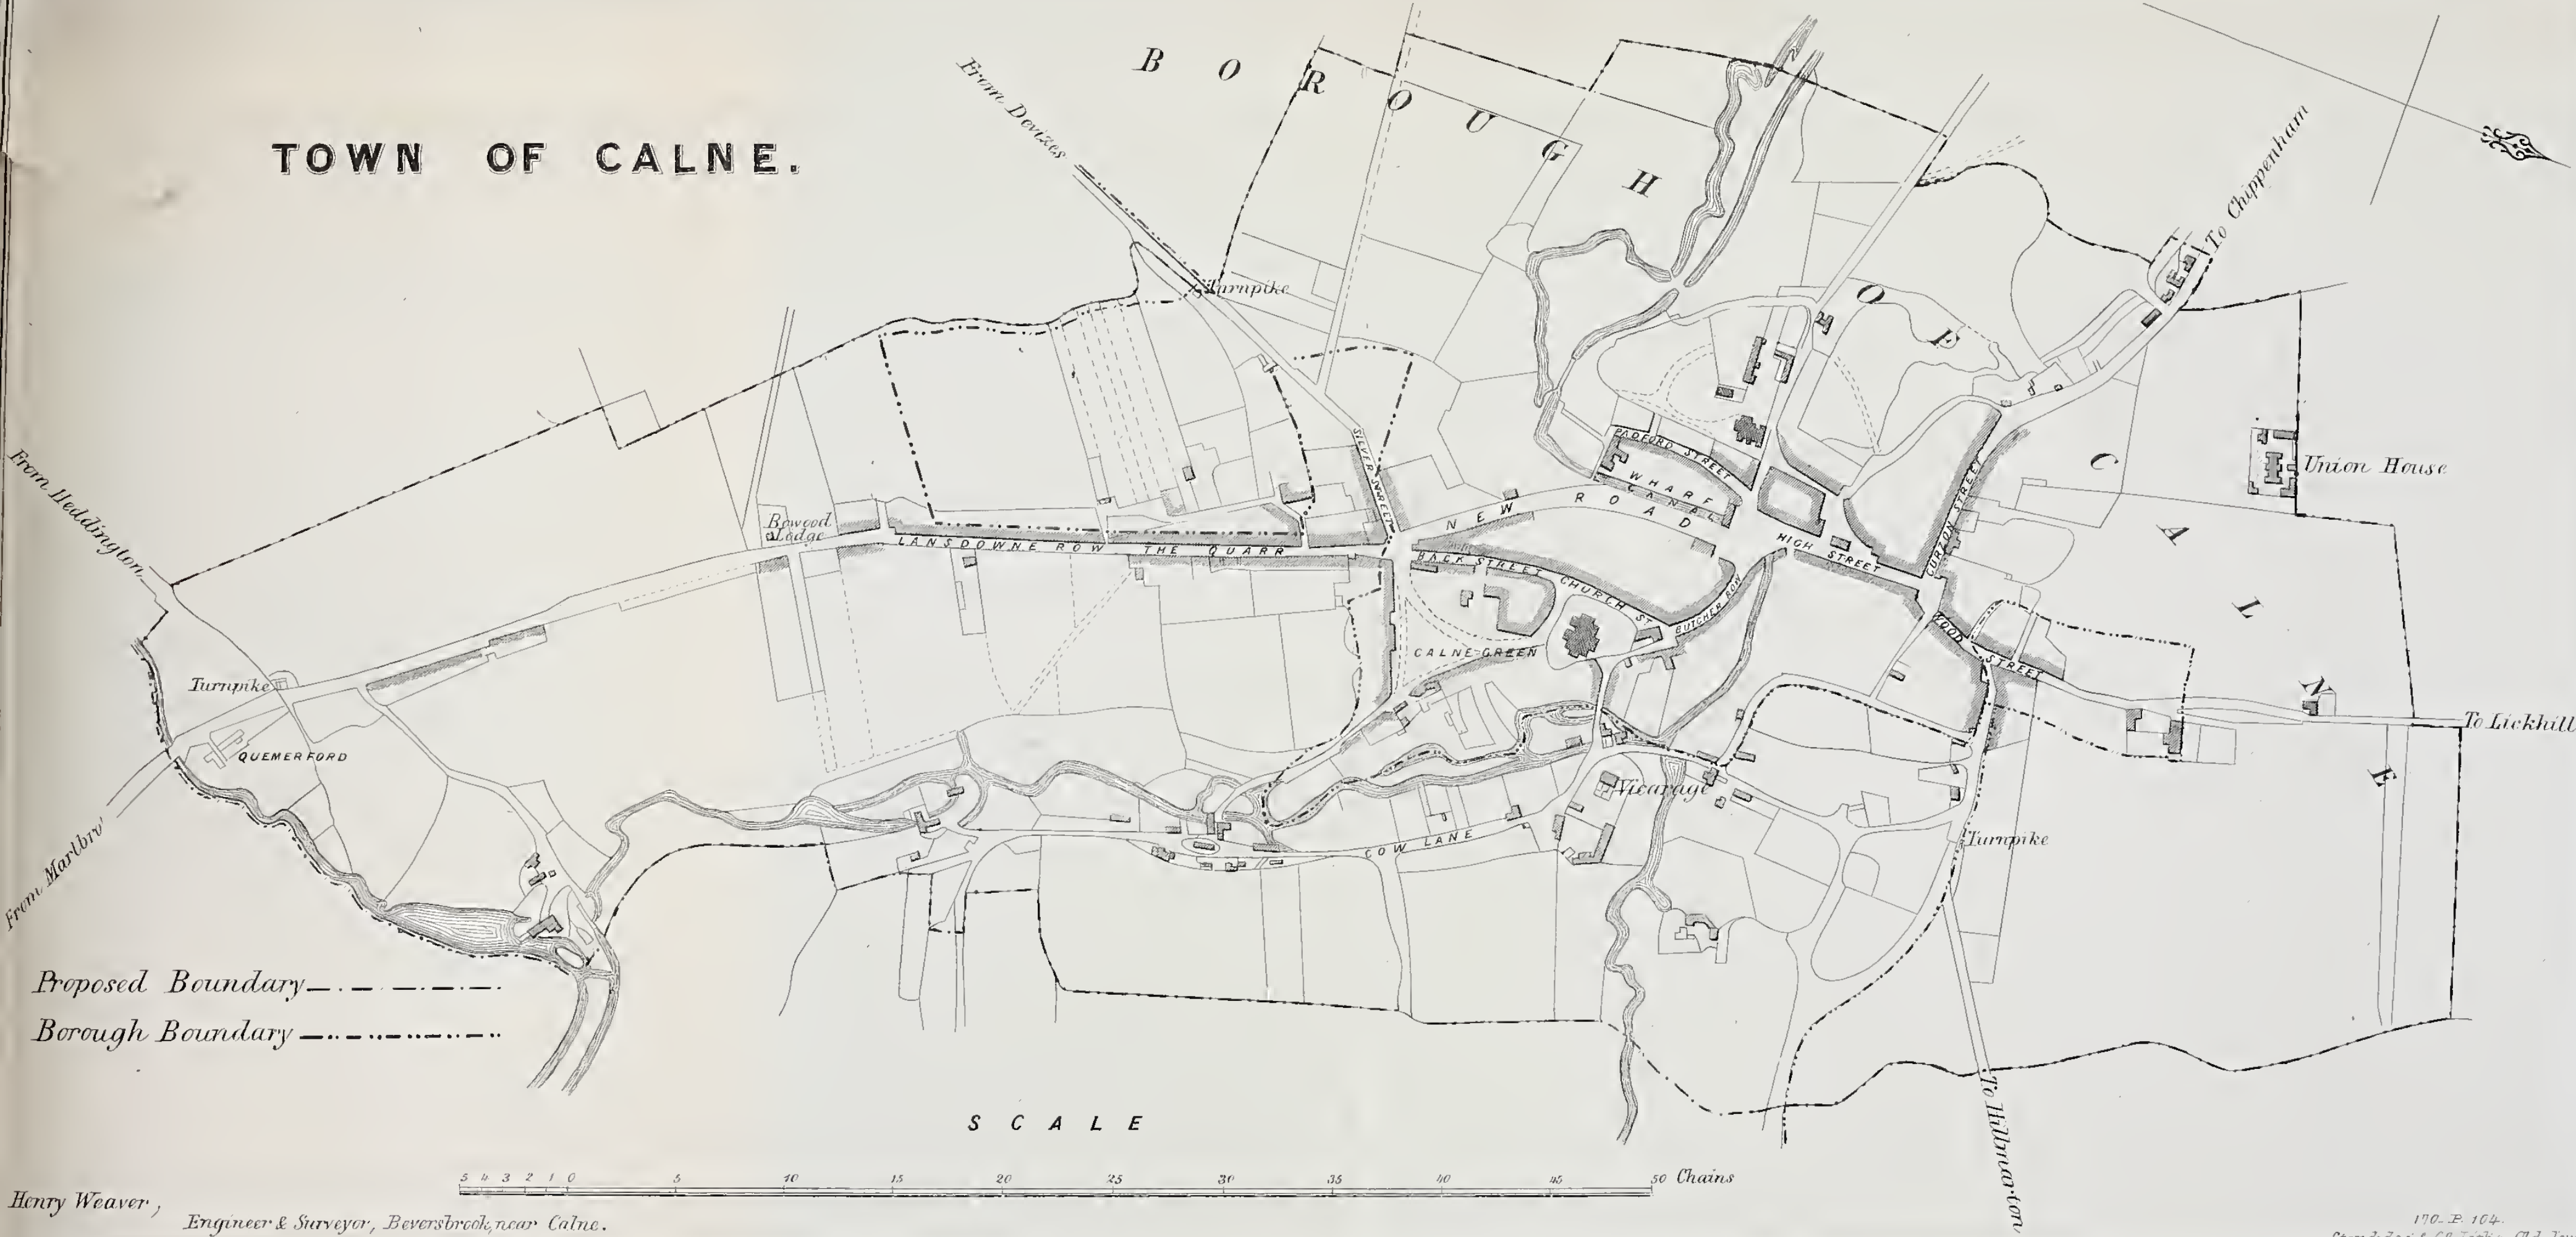 TOWN OF CALNE.
BOROUGH OF CALNE
From Devizes
Turnpike
To Chippenham
Union House
From Heddington
Bowood
Lodge
LANSDOWNE ROW
THE QUARR
SILVER STREET
NEW ROAD
PADFORD STREET
WHARF
CANAL
HIGH STREET
CURZON STREET
BACK STREET
CHURCH ST
BUTCHER ROW
CALNE-GREEN
WOOD STREET
To Lickhill
Turnpike
QUEMERFORD
From Marlbro'
Vicarage
COW LANE
Turnpike
To Hilmarton
Proposed Boundary
Borough Boundary
SCALE
5 4 3 2 1 0 5 10 15 20 25 30 35 40 45 50 Chains
Henry Weaver,
Engineer & Surveyor, Beversbrook, near Calne.
170_P. 104.